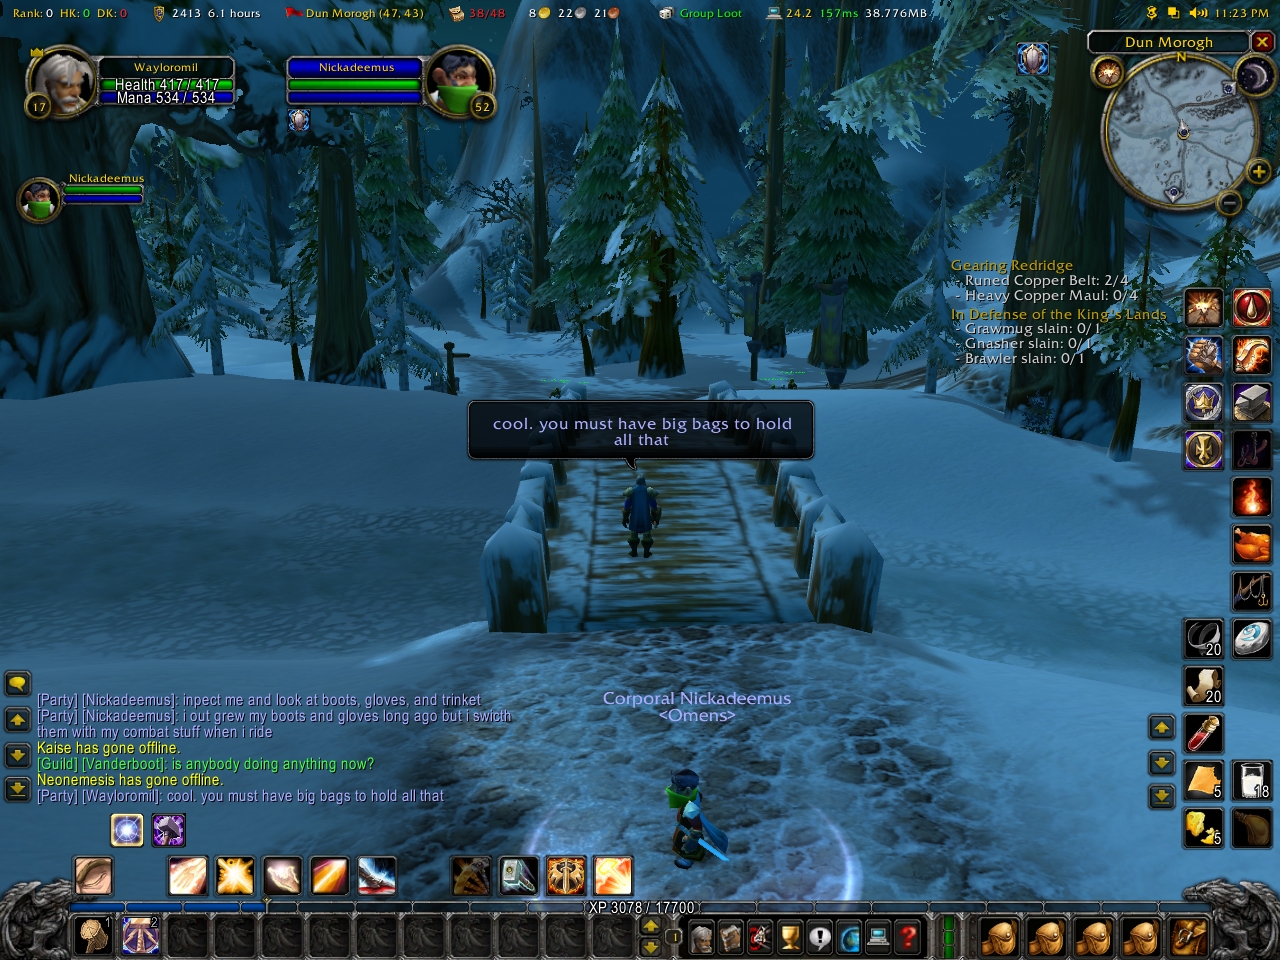 Rank: 0 HK: 0 DK: 0 2413 6.1 hours Dun Morogh (47, 43) 38/48 8 22 21 Group Loot 24.2 157ms 38.776MB 11:23 PM
Dun Morogh
N
Wayloromil
Health 417 / 417
Mana 534 / 534
17
Nickadeemus
52
Nickadeemus
Gearing Redridge
- Runed Copper Belt: 2/4
- Heavy Copper Maul: 0/4
In Defense of the King's Lands
- Grawmug slain: 0/1
- Gnasher slain: 0/1
- Brawler slain: 0/1
cool. you must have big bags to hold
all that
20
20
5
18
5
Corporal Nickadeemus
<Omens>
[Party] [Nickadeemus]: inpect me and look at boots, gloves, and trinket
[Party] [Nickadeemus]: i out grew my boots and gloves long ago but i swicth
them with my combat stuff when i ride
Kaise has gone offline.
[Guild] [Vanderboot]: is anybody doing anything now?
Neonemesis has gone offline.
[Party] [Wayloromil]: cool. you must have big bags to hold all that
XP 3078 / 17700
1
2
1